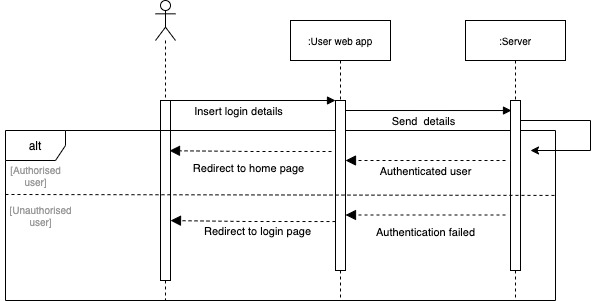 :User web app
:Server
Insert login details
Send details
alt
[Authorised
user]
Redirect to home page
Authenticated user
[Unauthorised
user]
Redirect to login page
Authentication failed